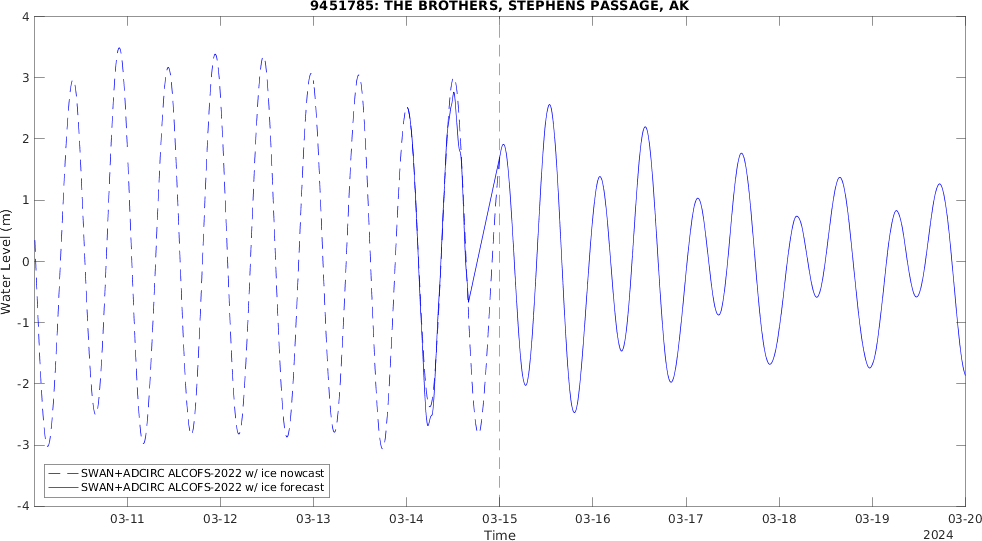 9451785: THE BROTHERS, STEPHENS PASSAGE, AK
4
3
2
1
0
-1
-2
-3
-4
Water Level (m)
SWAN+ADCIRC ALCOFS-2022 w/ ice nowcast
SWAN+ADCIRC ALCOFS-2022 w/ ice forecast
03-11 03-12 03-13 03-14 03-15 03-16 03-17 03-18 03-19 03-20
Time
2024